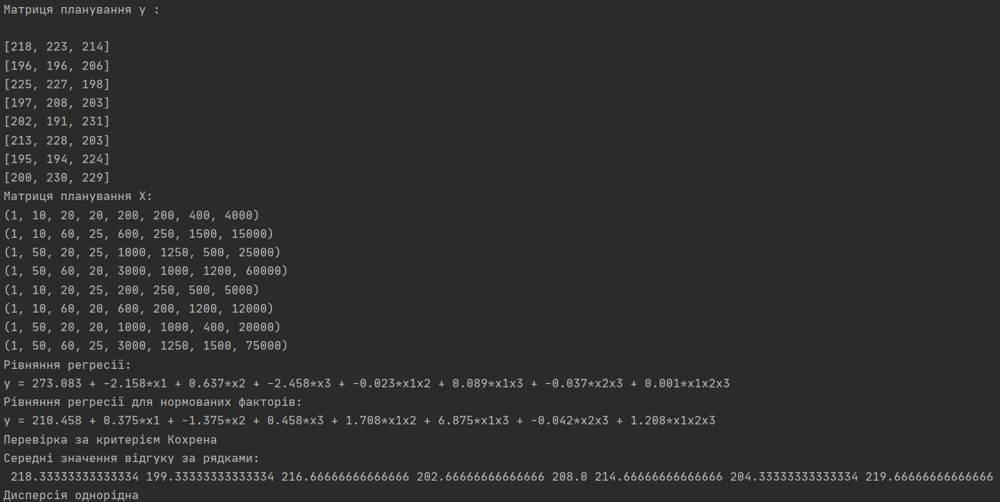 Матриця планування y :
[218, 223, 214]
[196, 196, 206]
[225, 227, 198]
[197, 208, 203]
[202, 191, 231]
[213, 228, 203]
[195, 194, 224]
[200, 230, 229]
Матриця планування X:
(1, 10, 20, 20, 200, 200, 400, 4000)
(1, 10, 60, 25, 600, 250, 1500, 15000)
(1, 50, 20, 25, 1000, 1250, 500, 25000)
(1, 50, 60, 20, 3000, 1000, 1200, 60000)
(1, 10, 20, 25, 200, 250, 500, 5000)
(1, 10, 60, 20, 600, 200, 1200, 12000)
(1, 50, 20, 20, 1000, 1000, 400, 20000)
(1, 50, 60, 25, 3000, 1250, 1500, 75000)
Рівняння регресії:
y = 273.083 + -2.158*x1 + 0.637*x2 + -2.458*x3 + -0.023*x1x2 + 0.089*x1x3 + -0.037*x2x3 + 0.001*x1x2x3
Рівняння регресії для нормованих факторів:
y = 210.458 + 0.375*x1 + -1.375*x2 + 0.458*x3 + 1.708*x1x2 + 6.875*x1x3 + -0.042*x2x3 + 1.208*x1x2x3
Перевірка за критерієм Кохрена
Середні значення відгуку за рядками:
218.33333333333334 199.33333333333334 216.66666666666666 202.66666666666666 208.0 214.66666666666666 204.33333333333334 219.66666666666666
Дисперсія однорідна